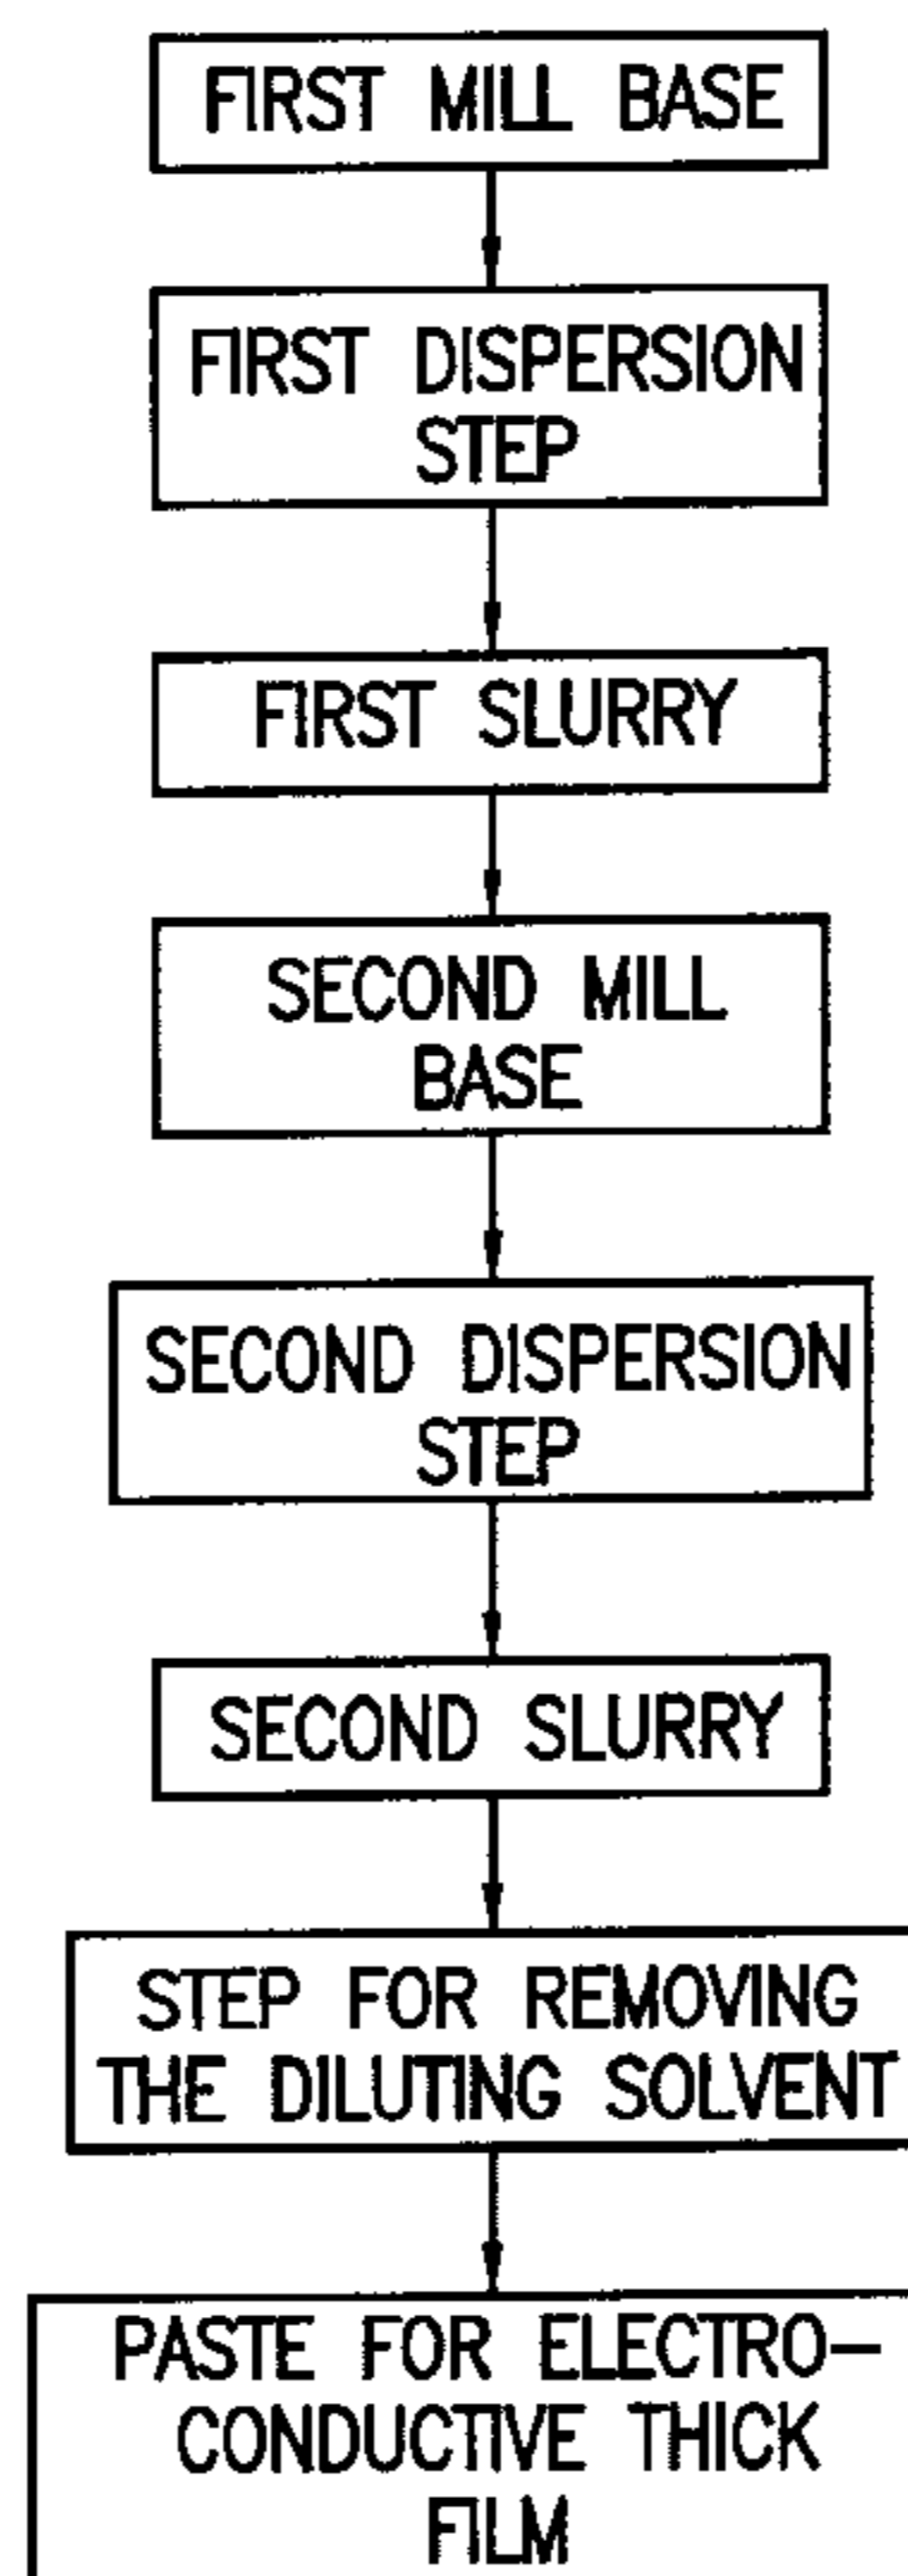 FIRST MILL BASE
FIRST DISPERSION
STEP
FIRST SLURRY
SECOND MILL
BASE
SECOND DISPERSION
STEP
SECOND SLURRY
STEP FOR REMOVING
THE DILUTING SOLVENT
PASTE FOR ELECTRO-
CONDUCTIVE THICK
FILM